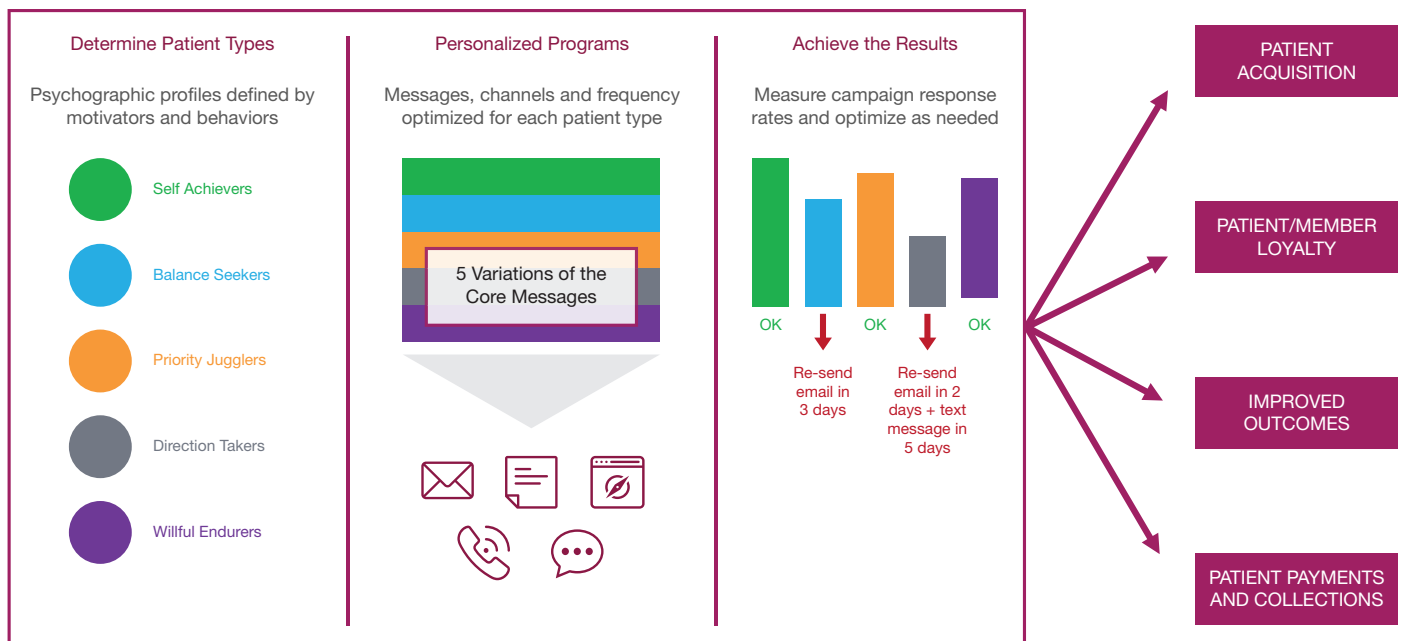 Determine Patient Types
Psychographic profiles defined by
motivators and behaviors
Self Achievers
Balance Seekers
Priority Jugglers
Direction Takers
Willful Endurers
Personalized Programs
Messages, channels and frequency
optimized for each patient type
5 Variations of the
Core Messages
Achieve the Results
Measure campaign response
rates and optimize as needed
OK
OK
OK
Re-send
email in
3 days
Re-send
email in 2
days + text
message in
5 days
PATIENT
ACQUISITION
PATIENT/MEMBER
LOYALTY
IMPROVED
OUTCOMES
PATIENT PAYMENTS
AND COLLECTIONS